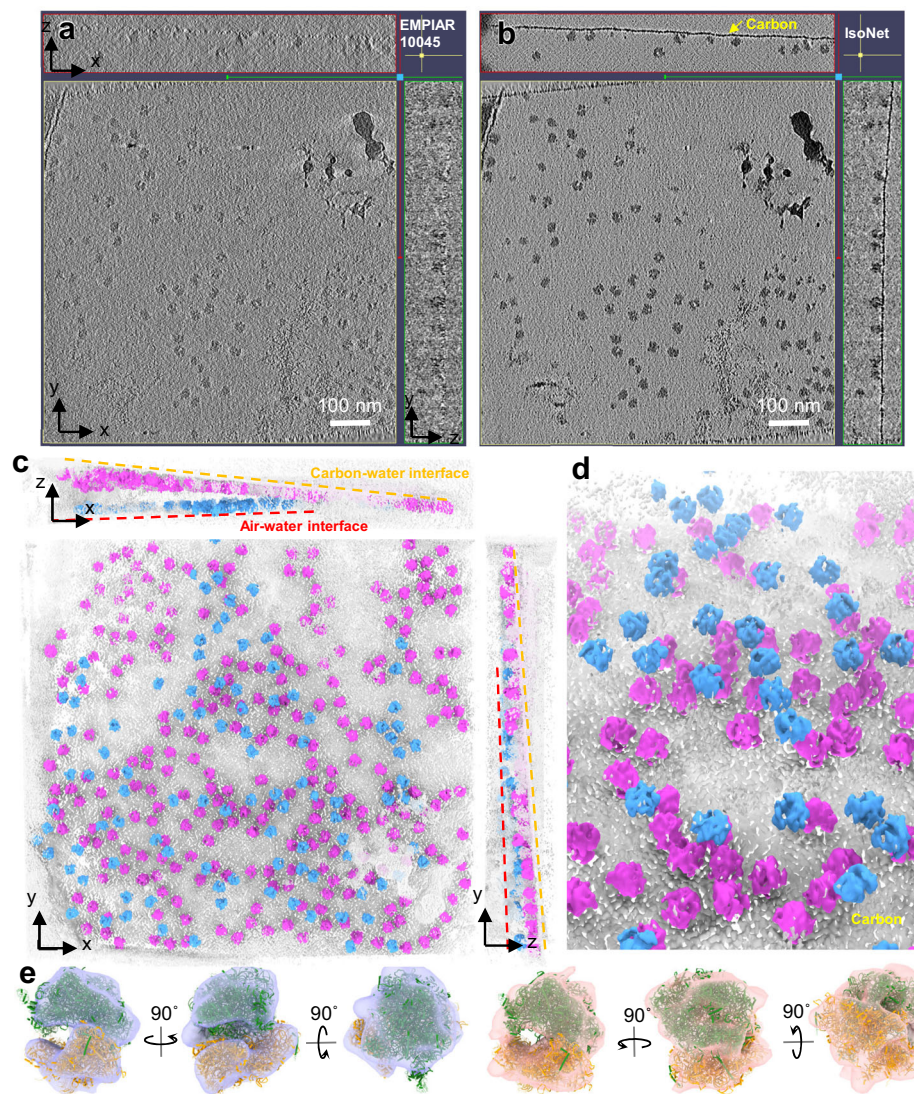 a
z
x
EMPIAR
10045
y
x
100 nm
y
z
b
Carbon
IsoNet
100 nm
c
z
x
Carbon-water interface
Air-water interface
y
x
y
z
d
Carbon
e
90°
90°
90°
90°